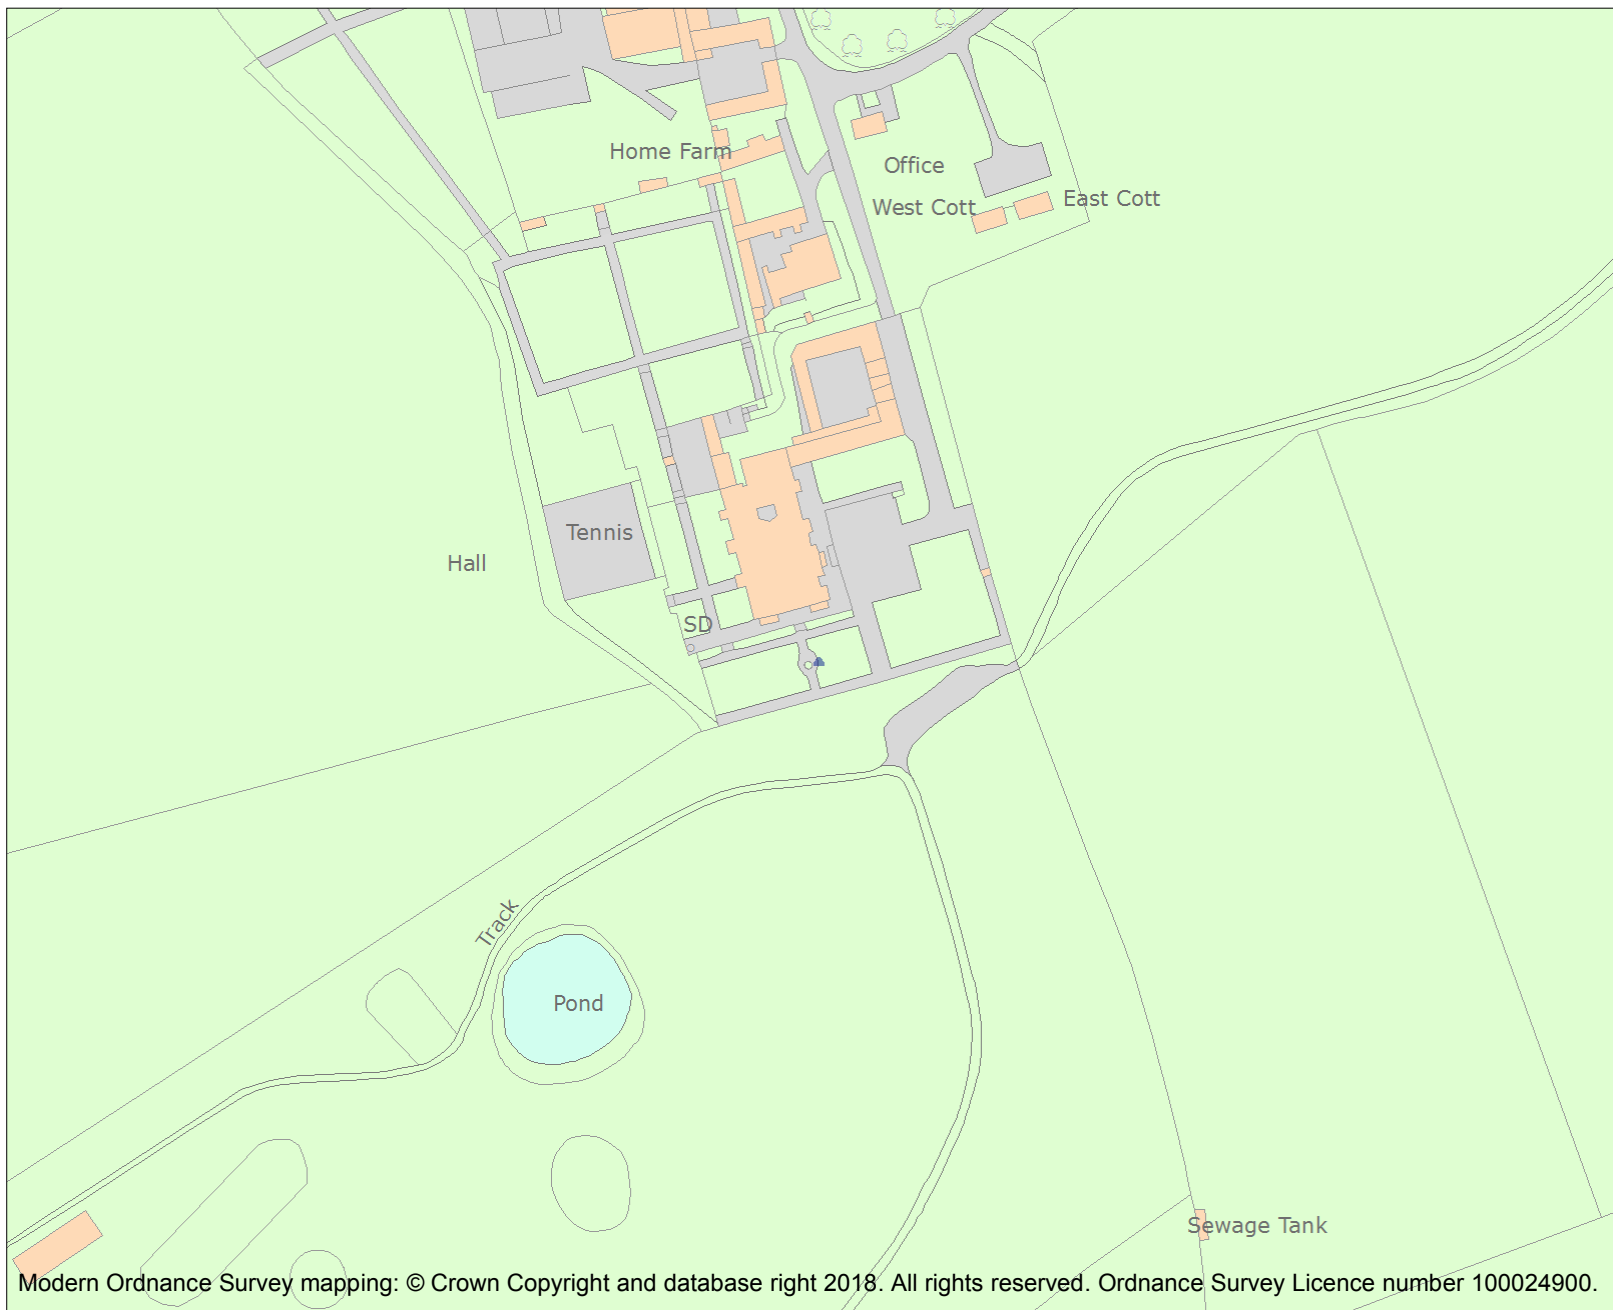 Home Farm
Office
West Cott
East Cott
Tennis
Hall
SD
Track
Pond
Sewage Tank
Modern Ordnance Survey mapping: © Crown Copyright and database right 2018. All rights reserved. Ordnance Survey Licence number 100024900.